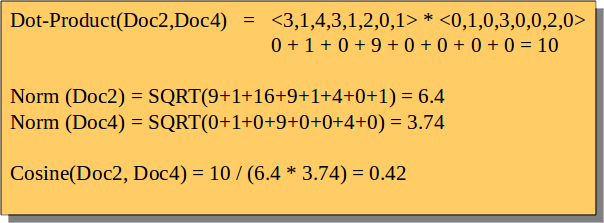 Dot-Product(Doc2,Doc4) = <3,1,4,3,1,2,0,1> * <0,1,0,3,0,0,2,0>
0 + 1 + 0 + 9 + 0 + 0 + 0 + 0 = 10
Norm (Doc2) = SQRT(9+1+16+9+1+4+0+1) = 6.4
Norm (Doc4) = SQRT(0+1+0+9+0+0+4+0) = 3.74
Cosine(Doc2, Doc4) = 10 / (6.4 * 3.74) = 0.42